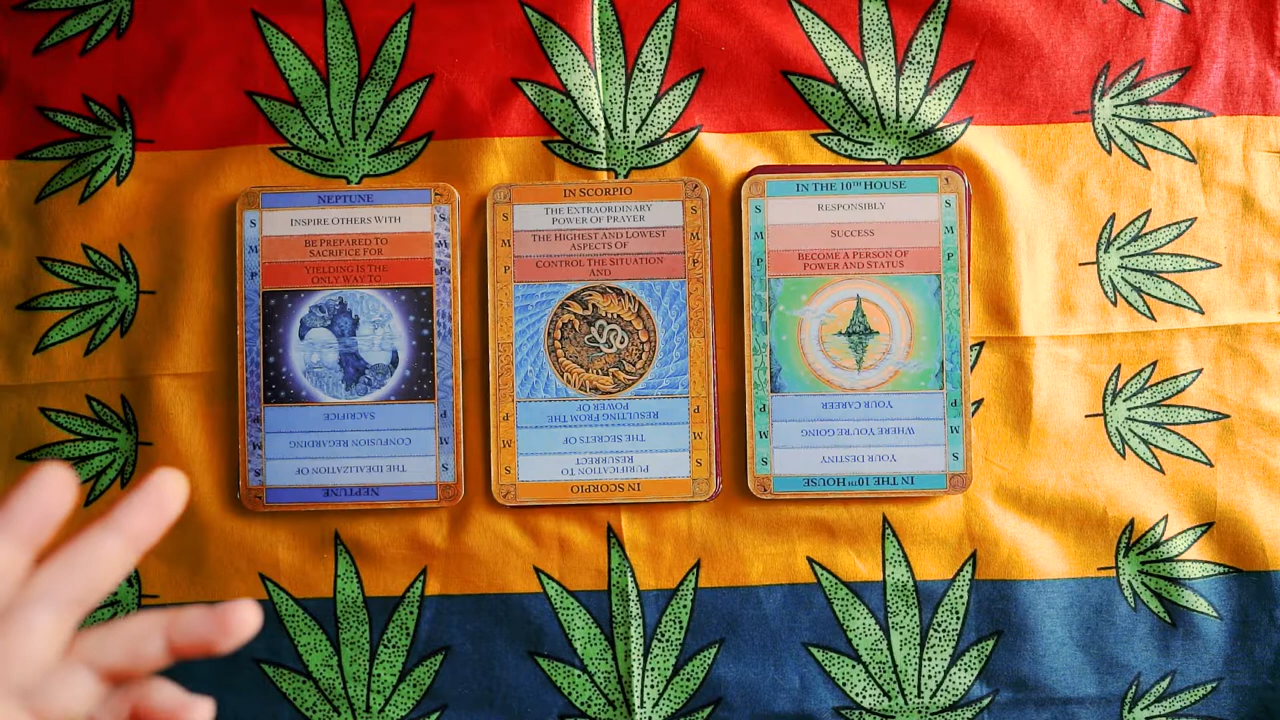 NEPTUNE
S
S
INSPIRE OTHERS WITH
M
M
BE PREPARED TO
SACRIFICE FOR
P
P
YIELDING IS THE
ONLY WAY TO
P
P
SACRIFICE
M
M
CONFUSION REGARDING
S
S
THE IDEALIZATION OF
NEPTUNE
IN SCORPIO
S
S
THE EXTRAORDINARY
POWER OF PRAYER
M
M
THE HIGHEST AND LOWEST
ASPECTS OF
P
P
CONTROL THE SITUATION
AND
P
P
RESULTING FROM THE
POWER OF
M
M
THE SECRETS OF
S
S
PURIFICATION TO
RESURRECT
IN SCORPIO
IN THE 10TH HOUSE
S
S
RESPONSIBLY
M
M
SUCCESS
P
P
BECOME A PERSON OF
POWER AND STATUS
P
P
YOUR CAREER
M
M
WHERE YOU'RE GOING
S
S
YOUR DESTINY
IN THE 10TH HOUSE